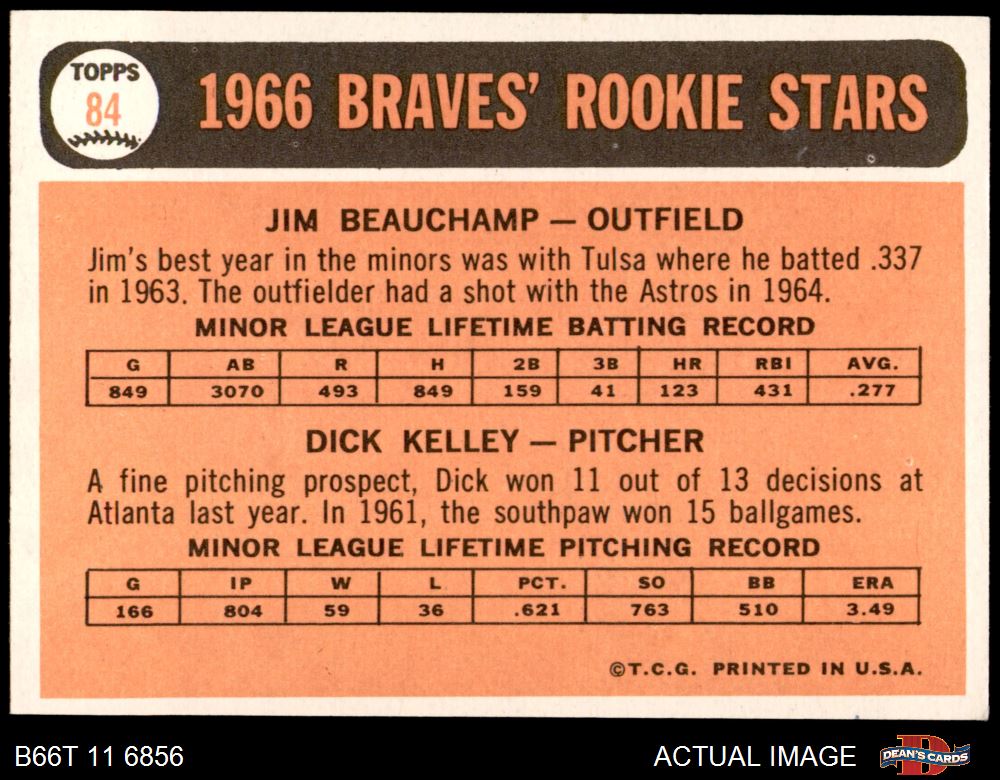 TOPPS
84
1966 BRAVES' ROOKIE STARS
JIM BEAUCHAMP — OUTFIELD
Jim's best year in the minors was with Tulsa where he batted .337
in 1963. The outfielder had a shot with the Astros in 1964.
MINOR LEAGUE LIFETIME BATTING RECORD
G AB R H 2B 3B HR RBI AVG.
849 3070 493 849 159 41 123 431 .277
DICK KELLEY — PITCHER
A fine pitching prospect, Dick won 11 out of 13 decisions at
Atlanta last year. In 1961, the southpaw won 15 ballgames.
MINOR LEAGUE LIFETIME PITCHING RECORD
G IP W L PCT. SO BB ERA
166 804 59 36 .621 763 510 3.49
©T.C.G. PRINTED IN U.S.A.
B66T 11 6856
ACTUAL IMAGE
D
DEAN'S CARDS